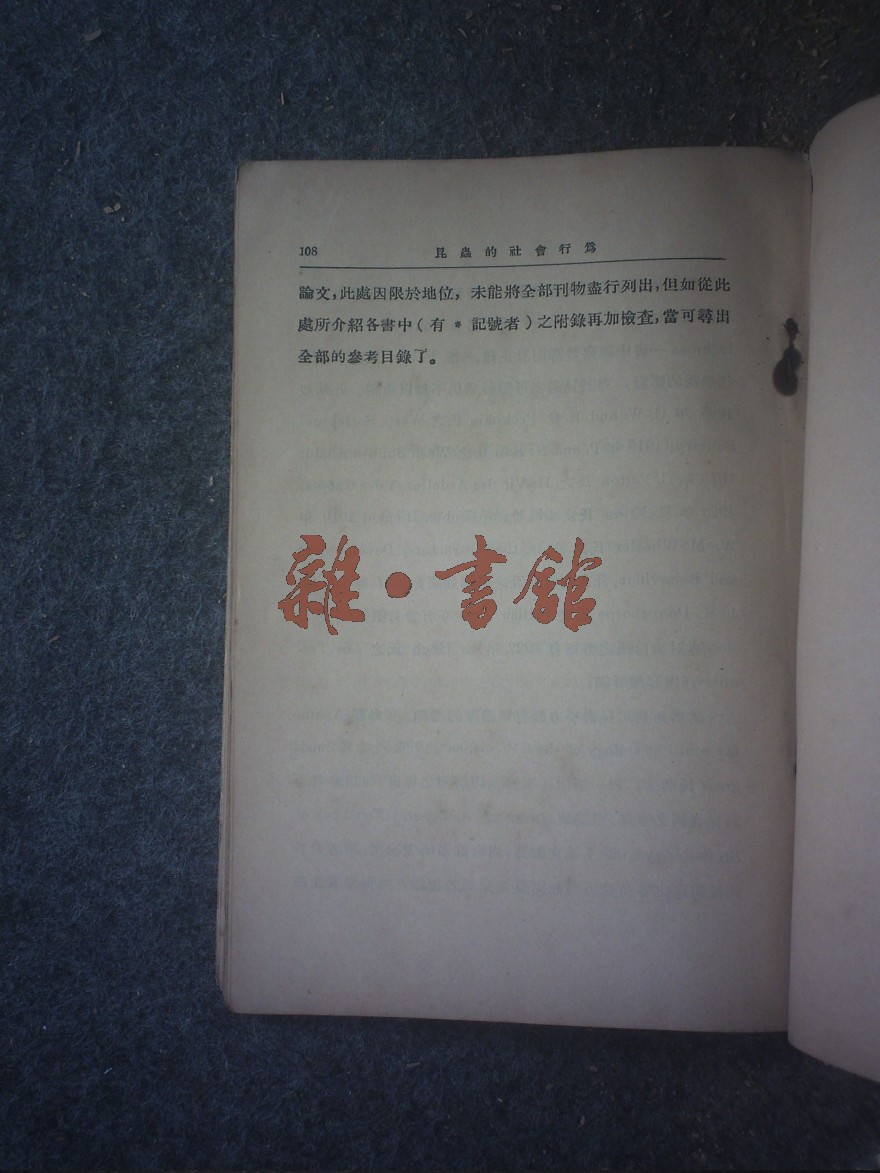 108 昆蟲的社會行爲
論文，此處因限於地位，未能將全部刊物盡行列出，但如從此
處所介紹各書中（有 * 記號者）之附錄再加檢查，當可尋出
全部的參考目錄了。
雜·書館